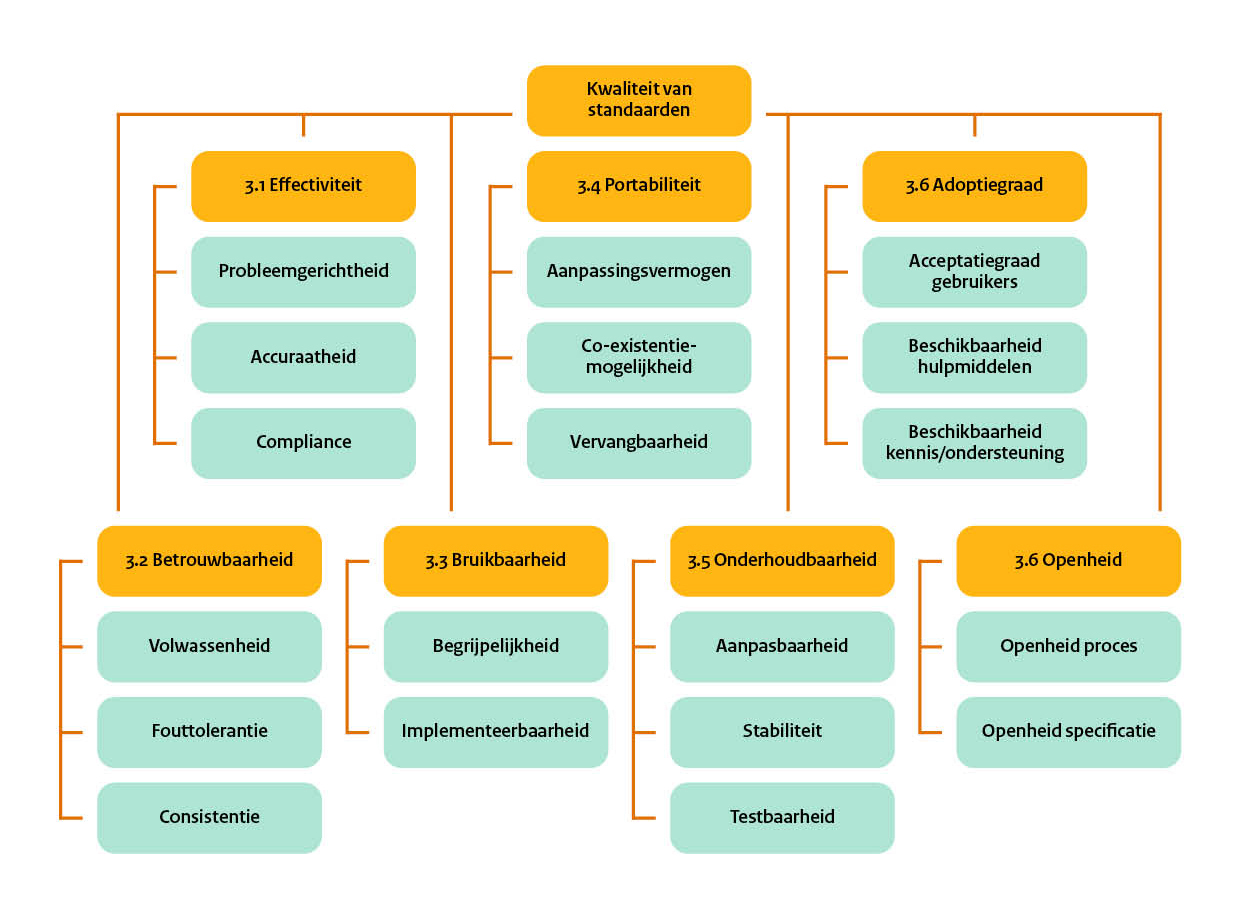 Kwaliteit van
standaarden
3.1 Effectiviteit
Probleemgerichtheid
Accuraatheid
Compliance
3.4 Portabiliteit
Aanpassingsvermogen
Co-existentie-
mogelijkheid
Vervangbaarheid
3.6 Adoptiegraad
Acceptatiegraad
gebruikers
Beschikbaarheid
hulpmiddelen
Beschikbaarheid
kennis/ondersteuning
3.2 Betrouwbaarheid
Volwassenheid
Fouttolerantie
Consistentie
3.3 Bruikbaarheid
Begrijpelijkheid
Implementeerbaarheid
3.5 Onderhoudbaarheid
Aanpasbaarheid
Stabiliteit
Testbaarheid
3.6 Openheid
Openheid proces
Openheid specificatie